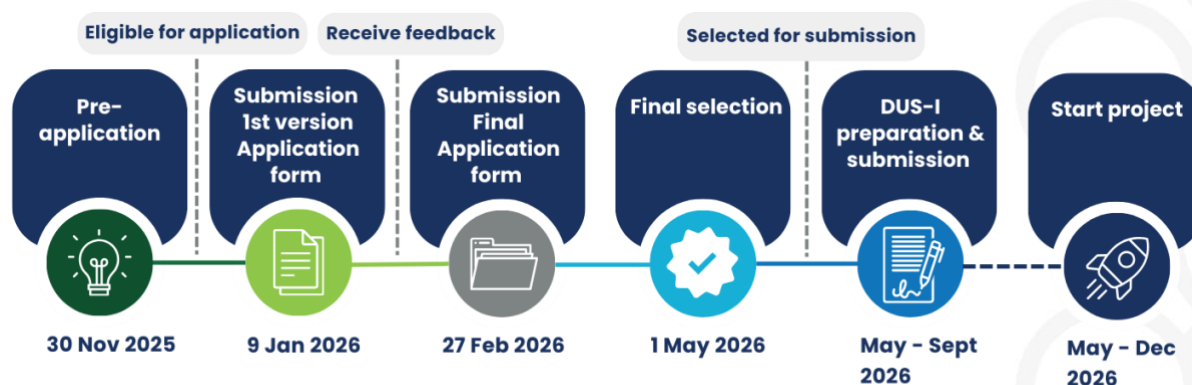 Eligible for application
Receive feedback
Selected for submission
Pre-
application
Submission
1st version
Application
form
Submission
Final
Application
form
Final selection
DUS-I
preparation &
submission
Start project
30 Nov 2025
9 Jan 2026
27 Feb 2026
1 May 2026
May - Sept
2026
May - Dec
2026